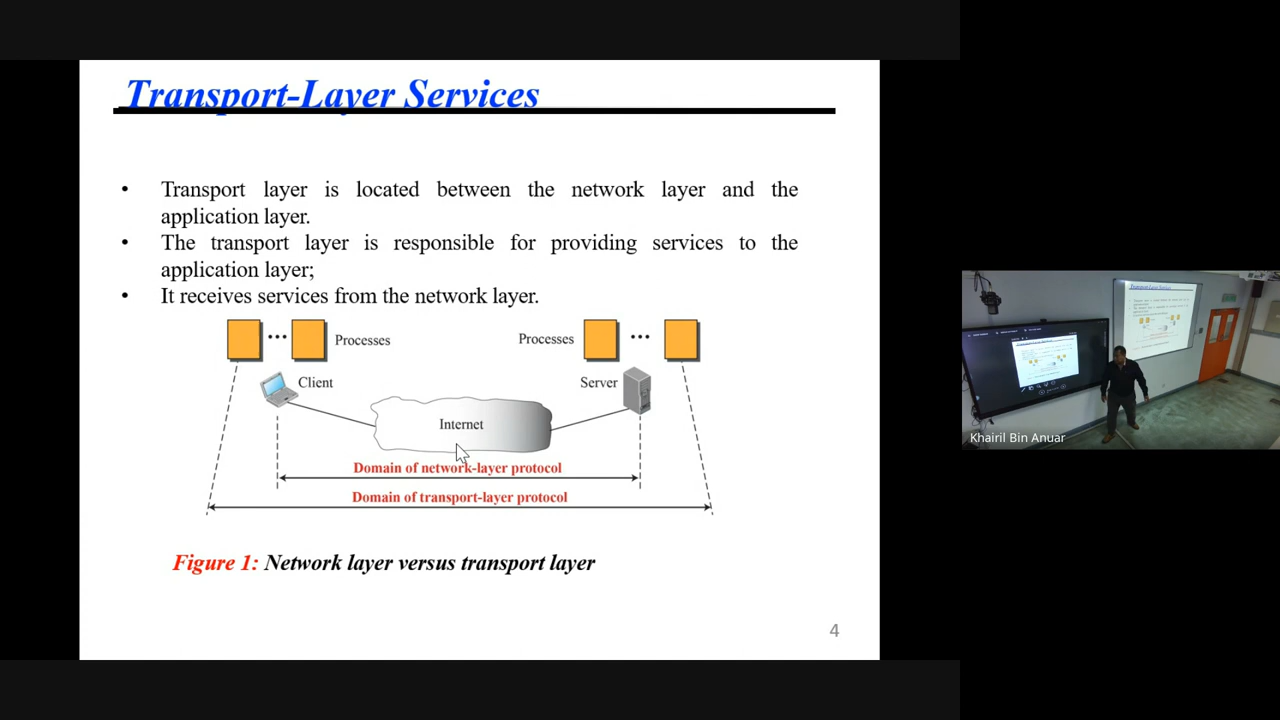 Transport-Layer Services
• Transport layer is located between the network layer and the
application layer.
• The transport layer is responsible for providing services to the
application layer;
• It receives services from the network layer.
Processes
Processes
Client
Server
Internet
Domain of network-layer protocol
Domain of transport-layer protocol
Figure 1: Network layer versus transport layer
4
Transport-Layer Services
Khairil Bin Anuar